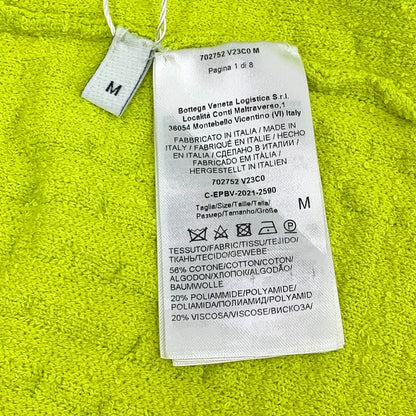 M
702752 V23C0 M
Pagina 1 di 8
Bottega Veneta Logistica S.r.l.
Località Conti Maltraverso,1
36054 Montebello Vicentino (VI) Italy
FABBRICATO IN ITALIA / MADE IN
ITALY / FABRIQUÉ EN ITALIE / HECHO
EN ITALIA / СДЕЛАНО В ИТАЛИИ /
FABRICADO NA ITÁLIA /
HERGESTELLT IN ITALIEN
702752 V23C0
C-EPBV-2021-2590
Taglia/Size/Taille/Talla/
Размер/Tamanho/Größe
M
TESSUTO/FABRIC/TISSU/TEJIDO/
ТКАНЬ/TECIDO/GEWEBE
56% COTONE/COTTON/COTON/
ALGODON/ХЛОПОК/ALGODÃO/
BAUMWOLLE
20% POLIAMMIDE/POLYAMIDE/
POLIAMIDA/ПОЛИАМИД/POLYAMID
20% VISCOSA/VISCOSE/ВИСКОЗА/